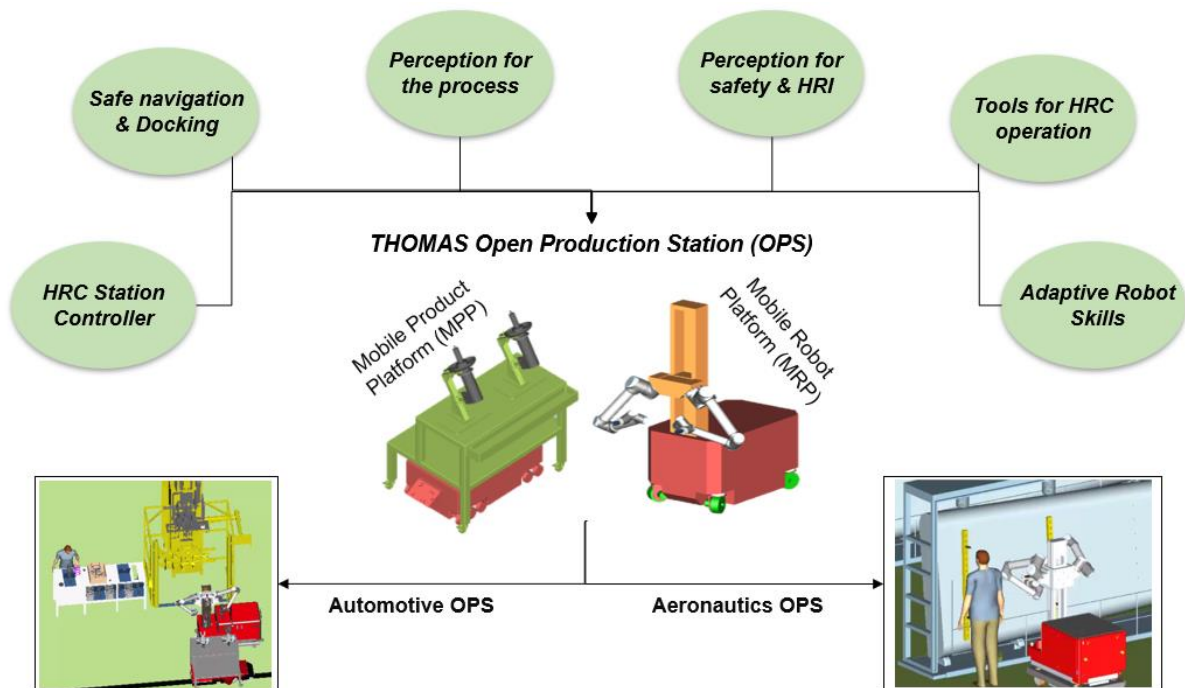 Perception for
the process
Perception for
safety & HRI
Safe navigation
& Docking
Tools for HRC
operation
THOMAS Open Production Station (OPS)
HRC Station
Controller
Adaptive Robot
Skills
Mobile Product
Platform (MPP)
Mobile Robot
Platform (MRP)
Automotive OPS
Aeronautics OPS